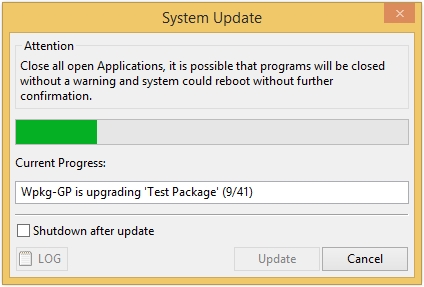 System Update
Attention
Close all open Applications, it is possible that programs will be closed
without a warning and system could reboot without further
confirmation.
Current Progress:
Wpkg-GP is upgrading 'Test Package' (9/41)
Shutdown after update
LOG
Update
Cancel